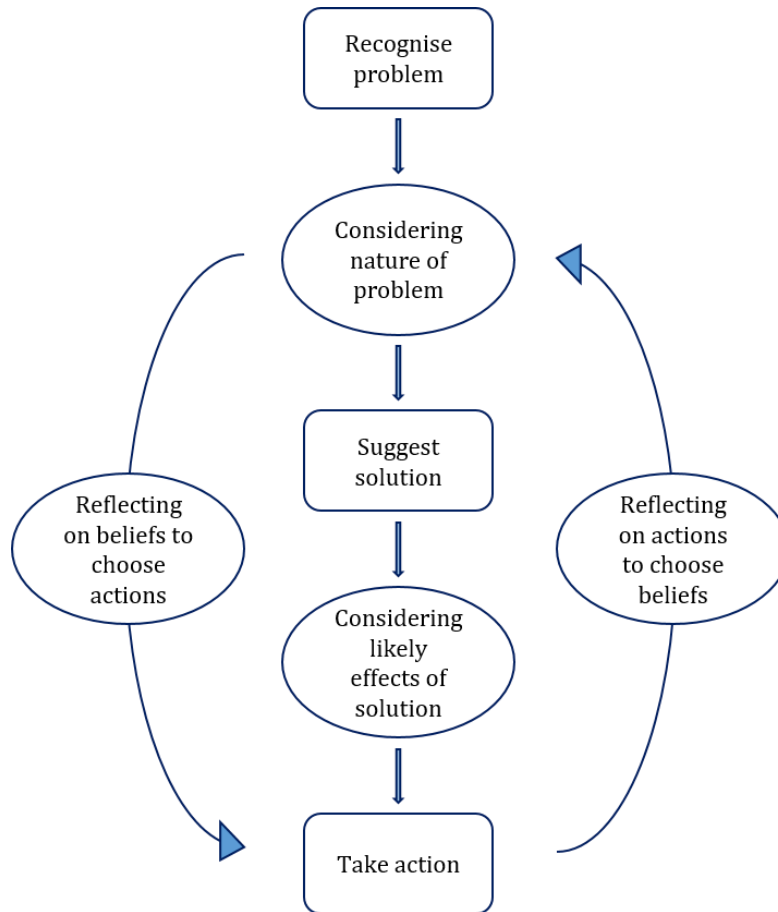 Recognise
problem
Considering
nature of
problem
Suggest
solution
Reflecting
on beliefs to
choose
actions
Reflecting
on actions
to choose
beliefs
Considering
likely
effects of
solution
Take action